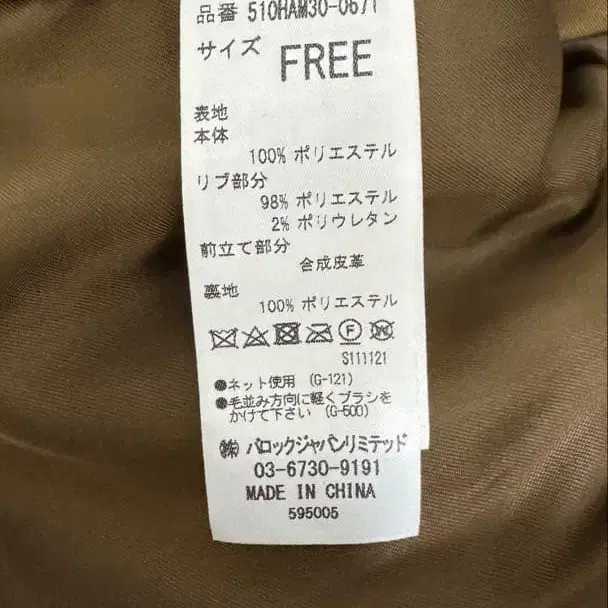 品番 510HAM30-0671
サイズ FREE
表地
本体
100% ポリエステル
リブ部分
98% ポリエステル
2% ポリウレタン
前立て部分
合成皮革
裏地
100% ポリエステル
F W
S111121
●ネット使用 (G-121)
●毛並み方向に軽くブラシを
かけて下さい (G-500)
㈱ バロックジャパンリミテッド
03-6730-9191
MADE IN CHINA
595005